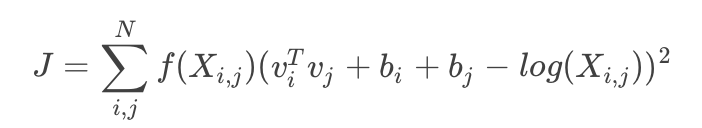 J = \sum_{i,j}^{N} f(X_{i,j})(v_i^T v_j + b_i + b_j - log(X_{i,j}))^2